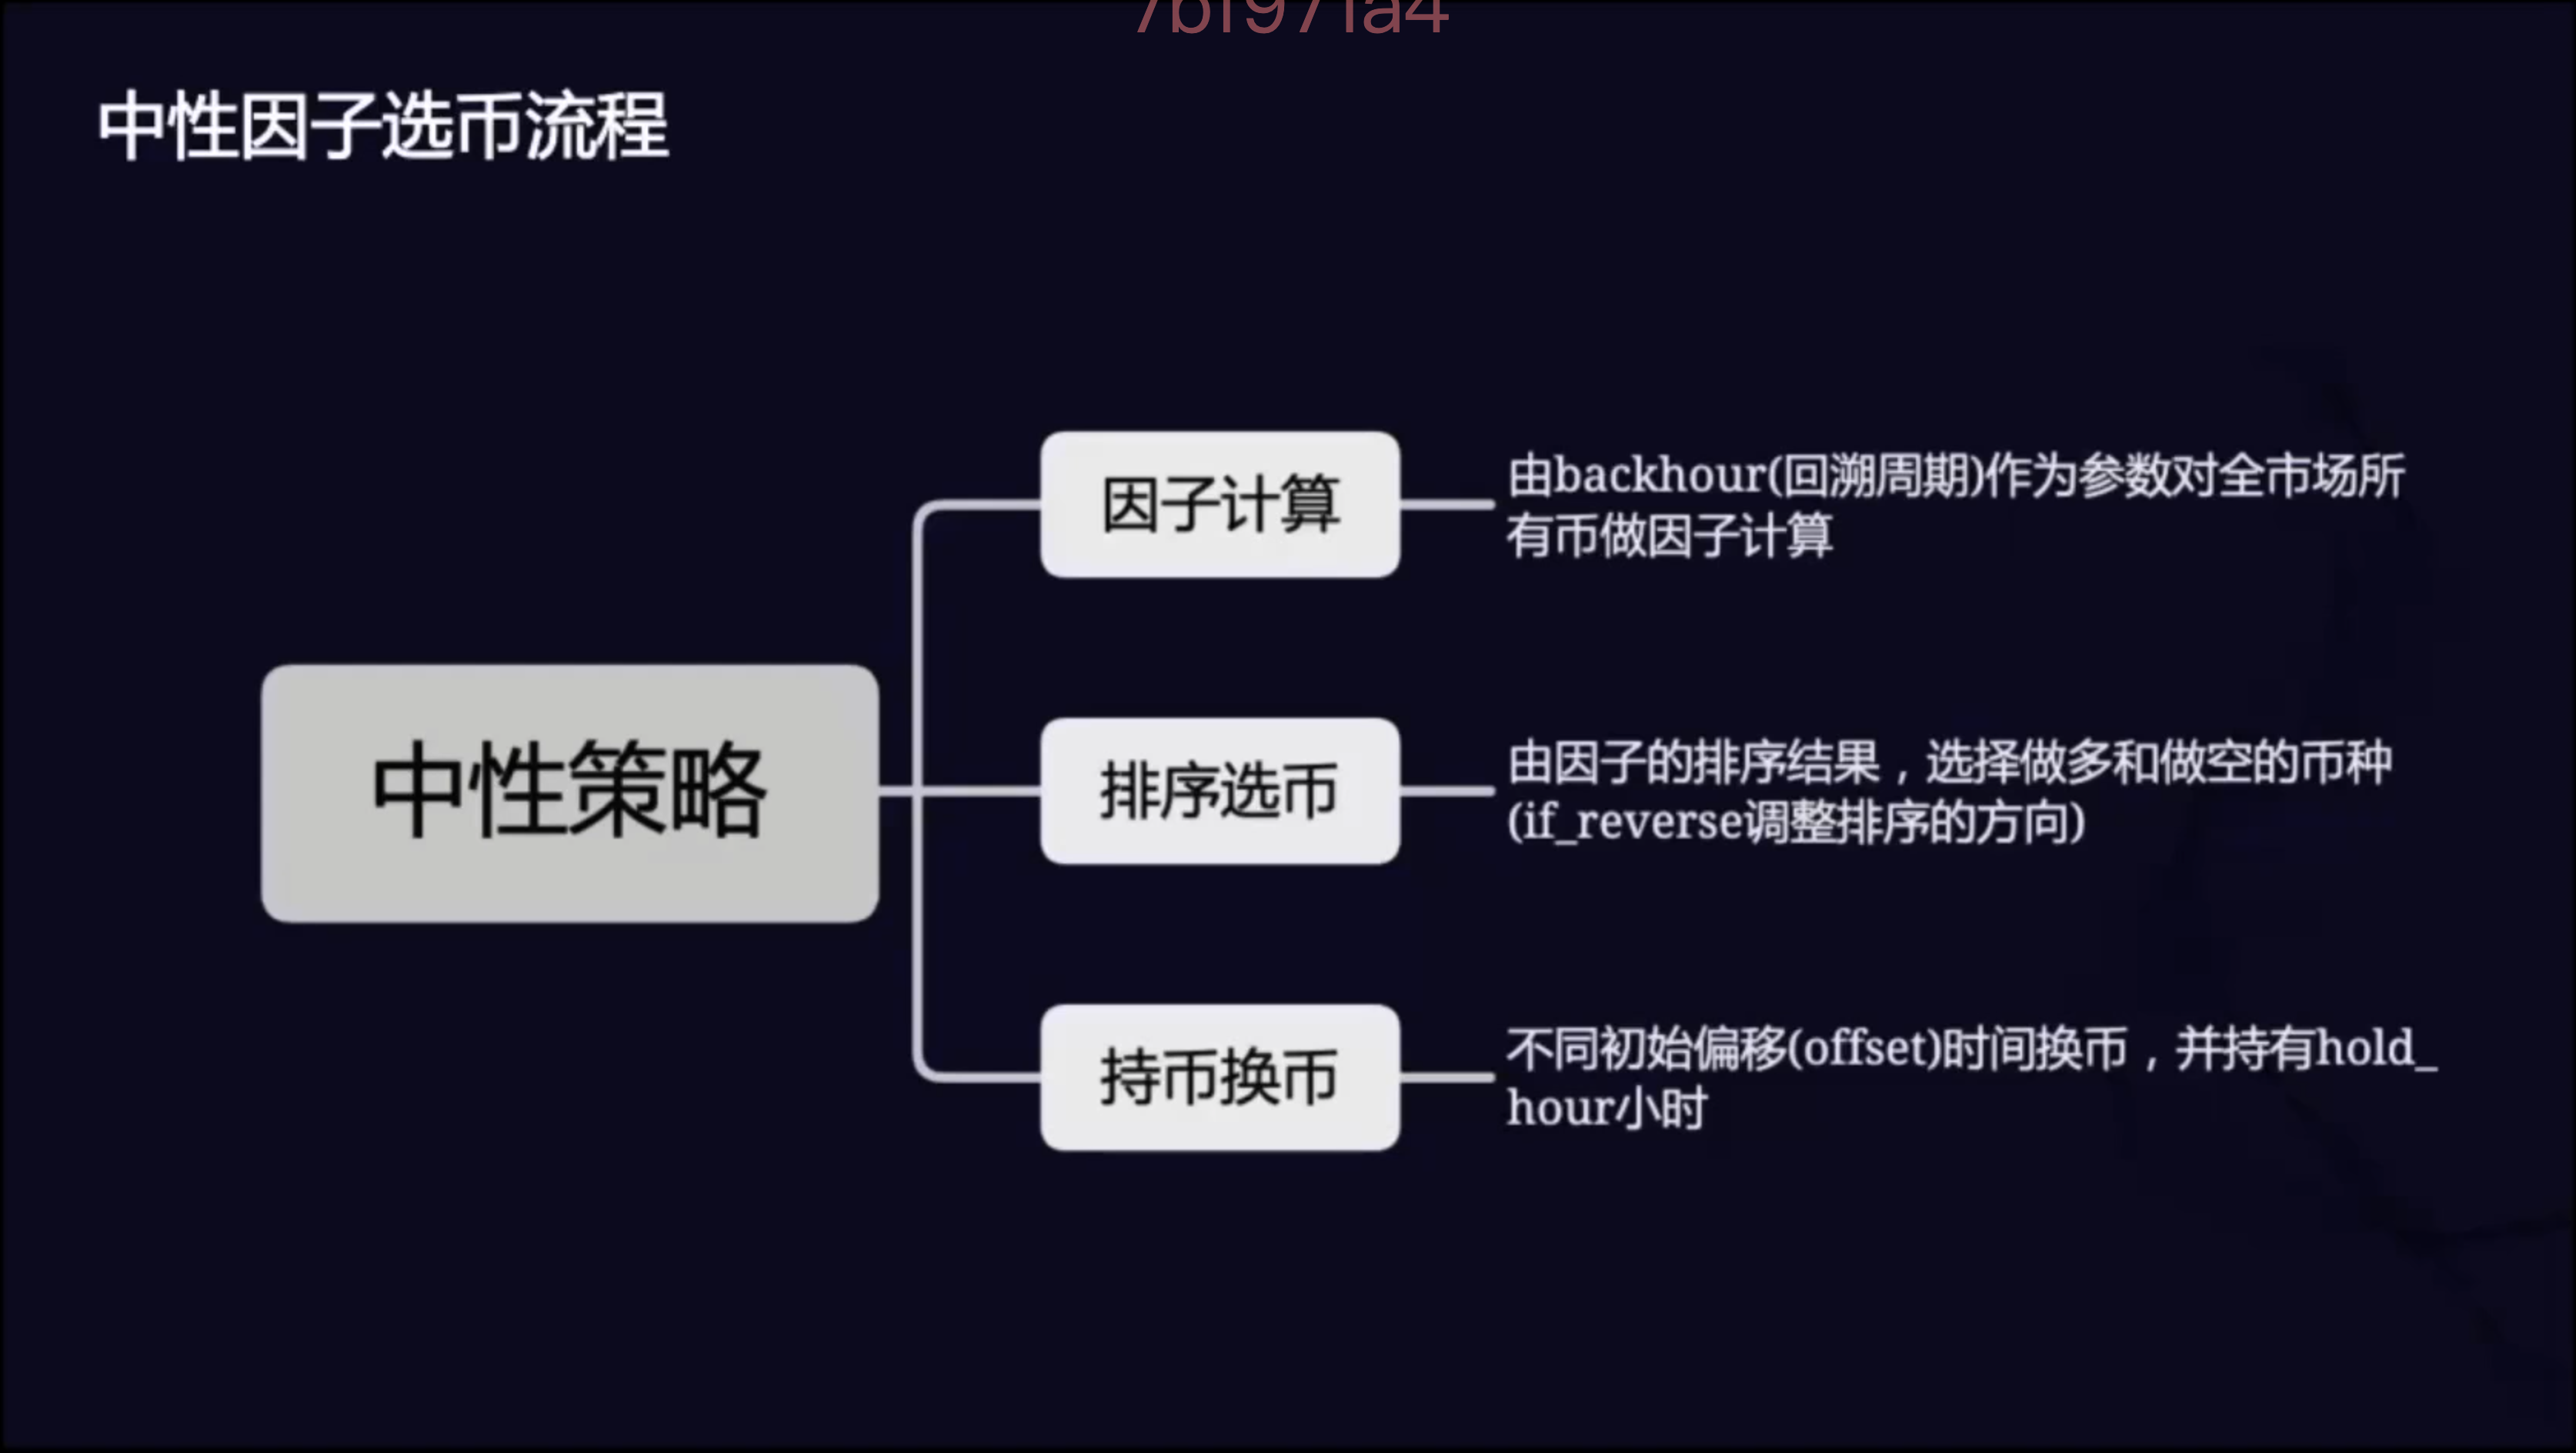 中性因子选币流程
中性策略
因子计算
由backhour(回溯周期)作为参数对全市场所
有币做因子计算
排序选币
由因子的排序结果，选择做多和做空的币种
(if_reverse调整排序的方向)
持币换币
不同初始偏移(offset)时间换币，并持有hold_
hour小时